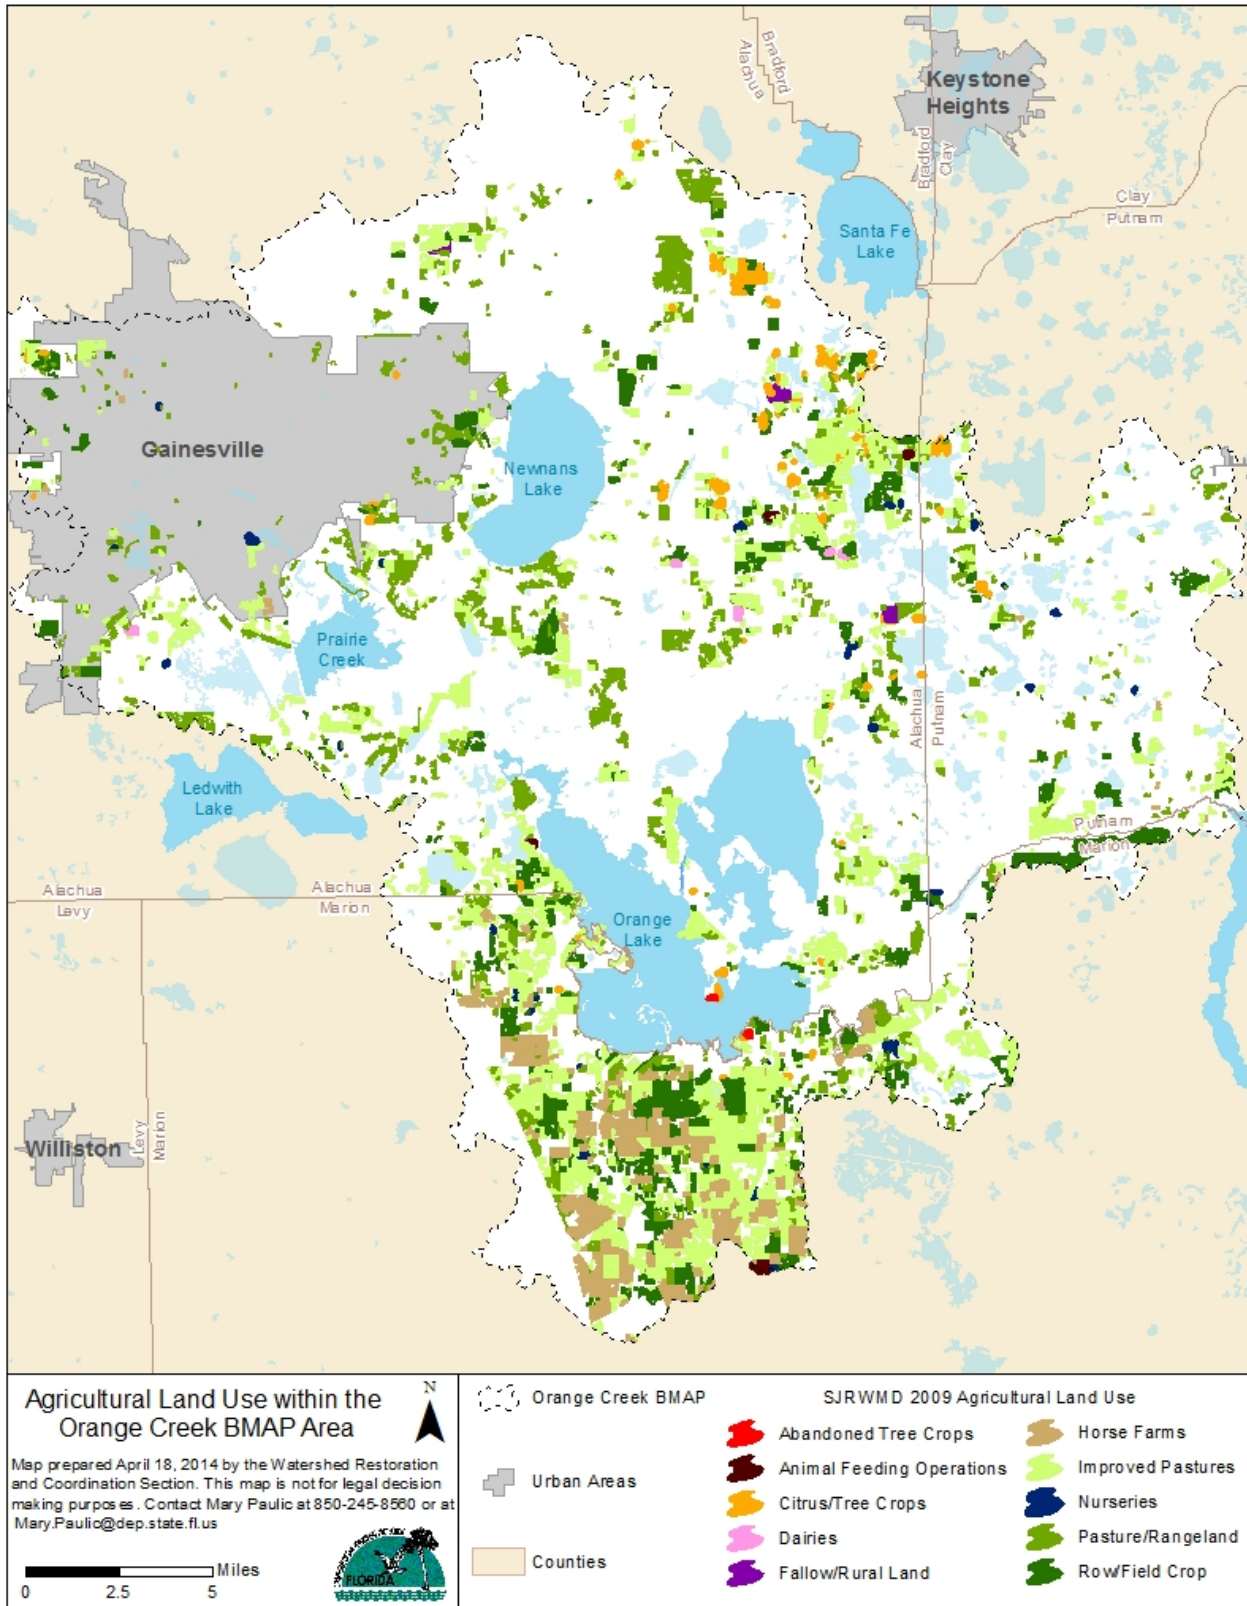 Bradford
Alachua
Keystone
Heights
Bradford
Clay
Clay
Putnam
Santa Fe
Lake
Gainesville
Newnans
Lake
Prairie
Creek
Alachua
Putnam
Ledwith
Lake
Putnam
Marion
Alachua
Levy
Alachua
Marion
Orange
Lake
Williston
Levy
Marion
Agricultural Land Use within the
Orange Creek BMAP Area
N
Map prepared April 18, 2014 by the Watershed Restoration
and Coordination Section. This map is not for legal decision
making purposes. Contact Mary Paulic at 850-245-8560 or at
Mary.Paulic@dep.state.fl.us
Miles
0 2.5 5
FLORIDA
Orange Creek BMAP
Urban Areas
Counties
SJRWMD 2009 Agricultural Land Use
Abandoned Tree Crops
Animal Feeding Operations
Citrus/Tree Crops
Dairies
Fallow/Rural Land
Horse Farms
Improved Pastures
Nurseries
Pasture/Rangeland
Row/Field Crop